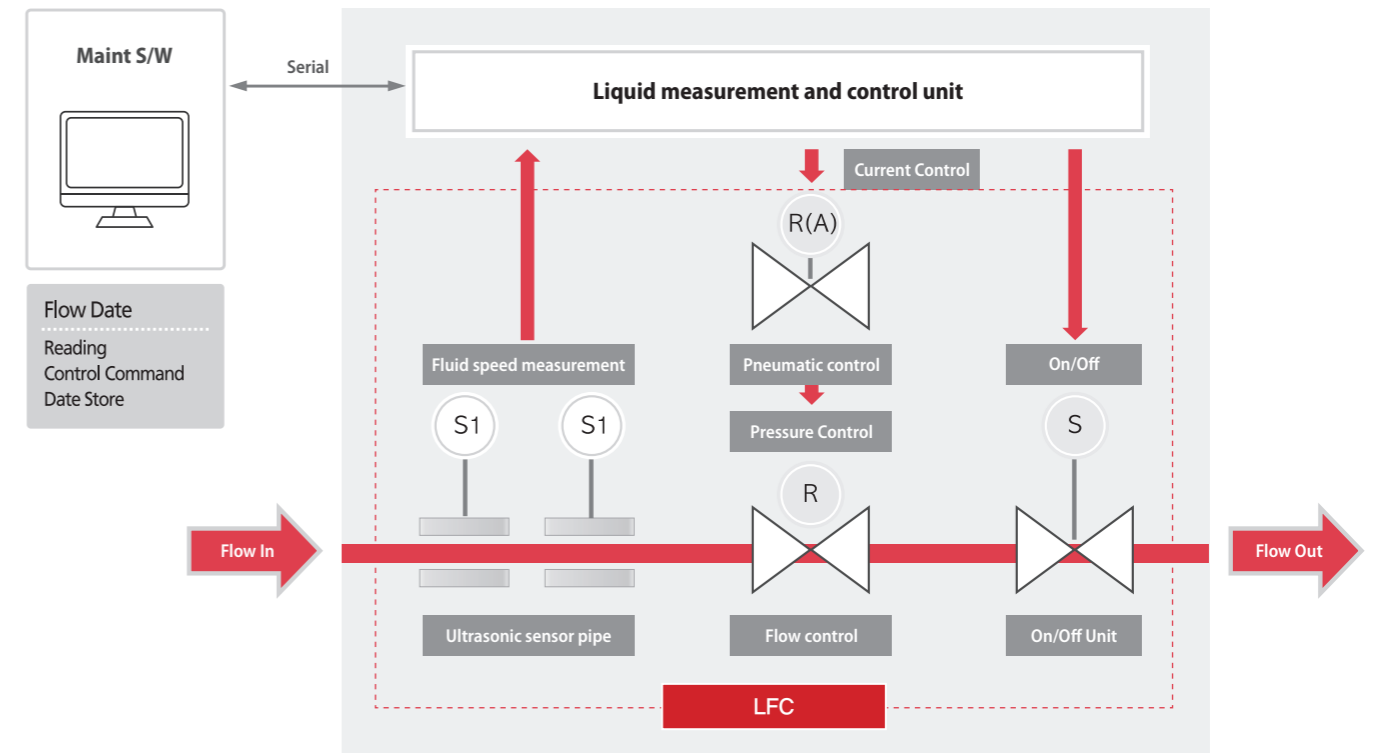 Maint S/W
Serial
Liquid measurement and control unit
Current Control
R(A)
Flow Date
Reading
Control Command
Date Store
Fluid speed measurement
Pneumatic control
On/Off
S1
S1
Pressure Control
S
R
Flow In
Flow Out
Ultrasonic sensor pipe
Flow control
On/Off Unit
LFC